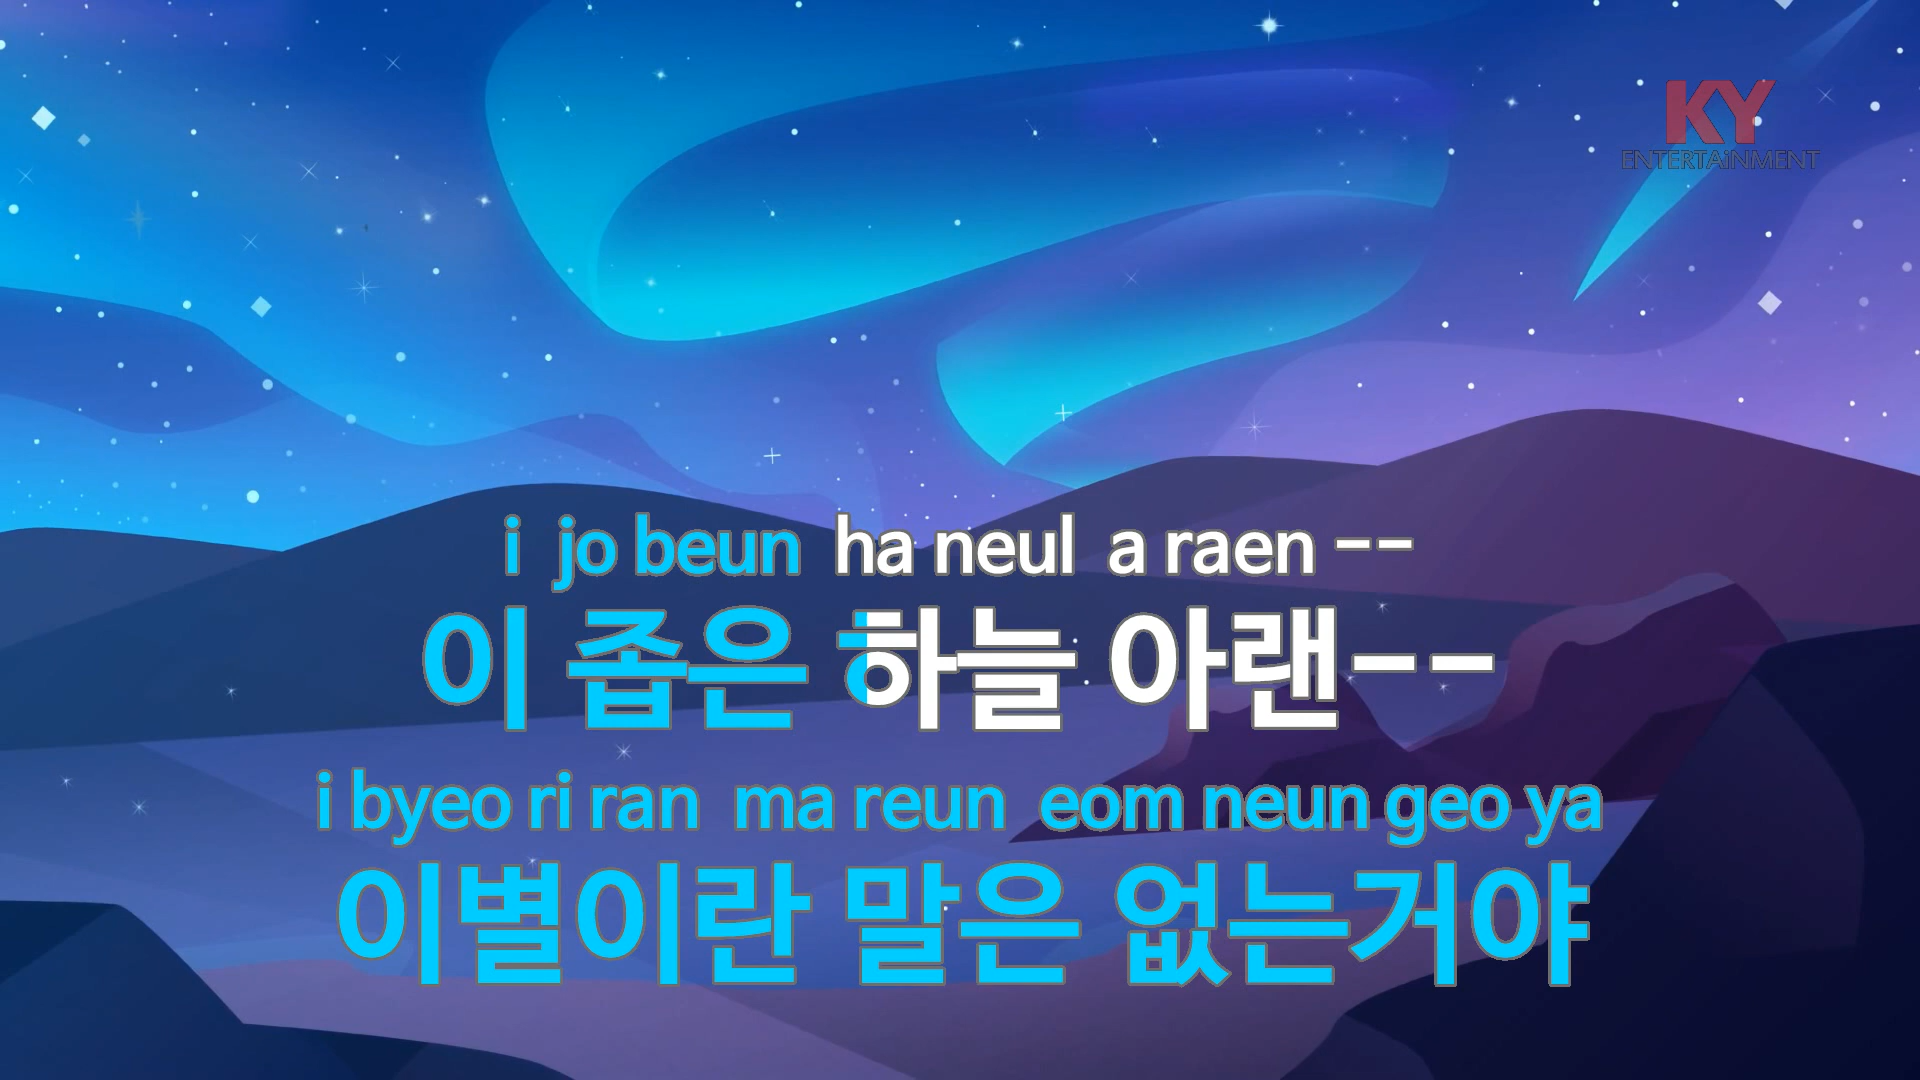 KY
ENTERTAiNMENT
i jo beun ha neul a raen --
이 좁은 하늘 아랜--
i byeo ri ran ma reun eom neun geo ya
이별이란 말은 없는거야